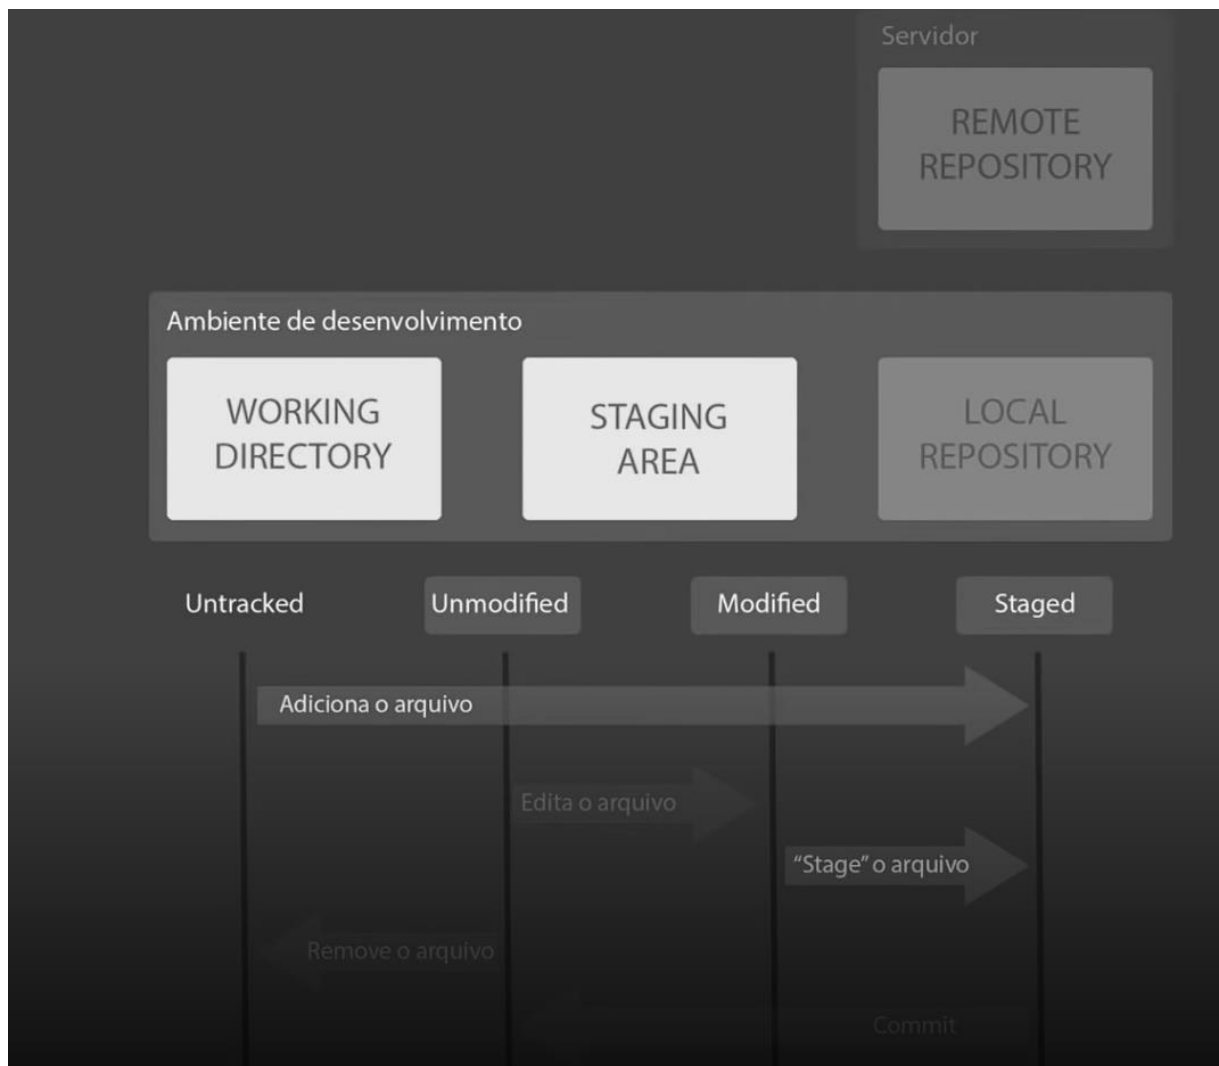 Servidor
REMOTE
REPOSITORY
Ambiente de desenvolvimento
WORKING
DIRECTORY
STAGING
AREA
LOCAL
REPOSITORY
Untracked
Unmodified
Modified
Staged
Adiciona o arquivo
Edita o arquivo
“Stage” o arquivo
Remove o arquivo
Commit